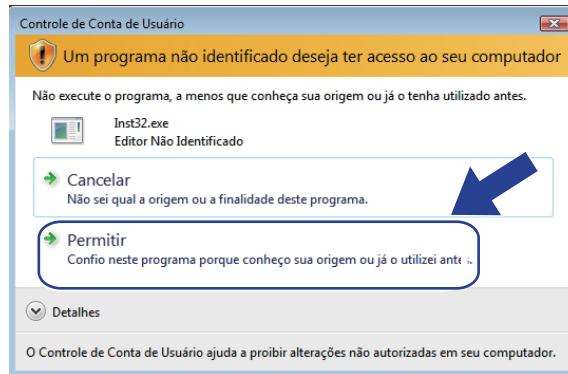 Controle de Conta de Usuário
Um programa não identificado deseja ter acesso ao seu computador
Não execute o programa, a menos que conheça sua origem ou já o tenha utilizado antes.
Inst32.exe
Editor Não Identificado
Cancelar
Não sei qual a origem ou a finalidade deste programa.
Permitir
Confio neste programa porque conheço sua origem ou já o utilizei antes.
Detalhes
O Controle de Conta de Usuário ajuda a proibir alterações não autorizadas em seu computador.